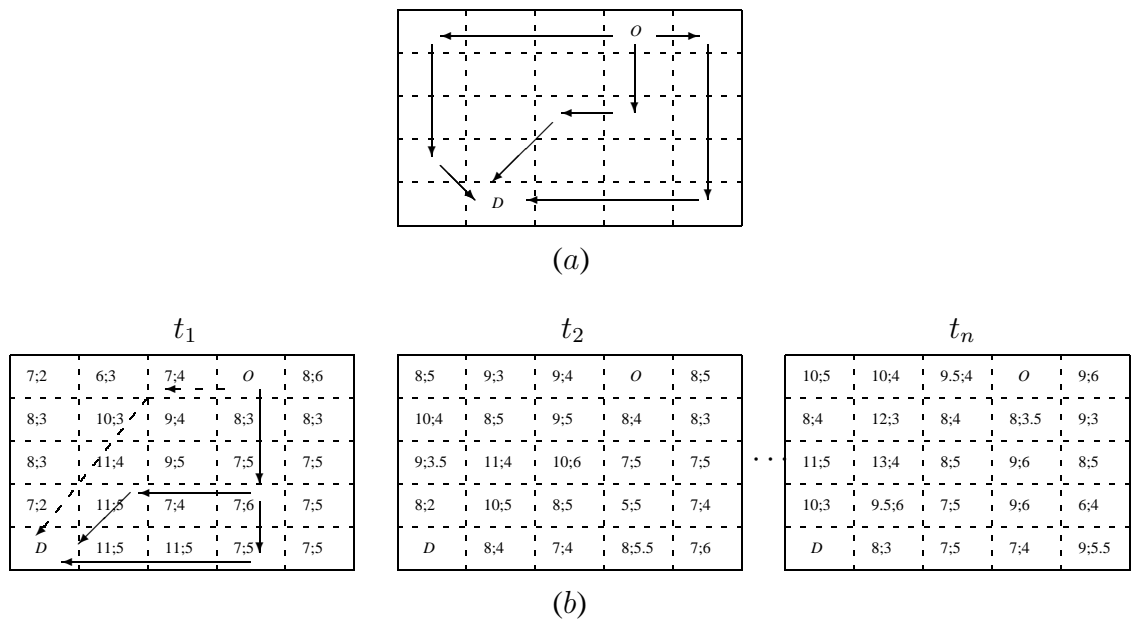 O
D
(a)
t1 t2 tn
7;2 6;3 7;4 O 8;6 8;5 9;3 9;4 O 8;5 10;5 10;4 9.5;4 O 9;6
8;3 10;3 9;4 8;3 8;3 10;4 8;5 9;5 8;4 8;3 8;4 12;3 8;4 8;3.5 9;3
8;3 11;4 9;5 7;5 7;5 9;3.5 11;4 10;6 7;5 7;5 ... 11;5 13;4 8;5 9;6 8;5
7;2 11;5 7;4 7;6 7;5 8;2 10;5 8;5 5;5 7;4 10;3 9.5;6 7;5 9;6 6;4
D 11;5 11;5 7;5 7;5 D 8;4 7;4 8;5.5 7;6 D 8;3 7;5 7;4 9;5.5
(b)